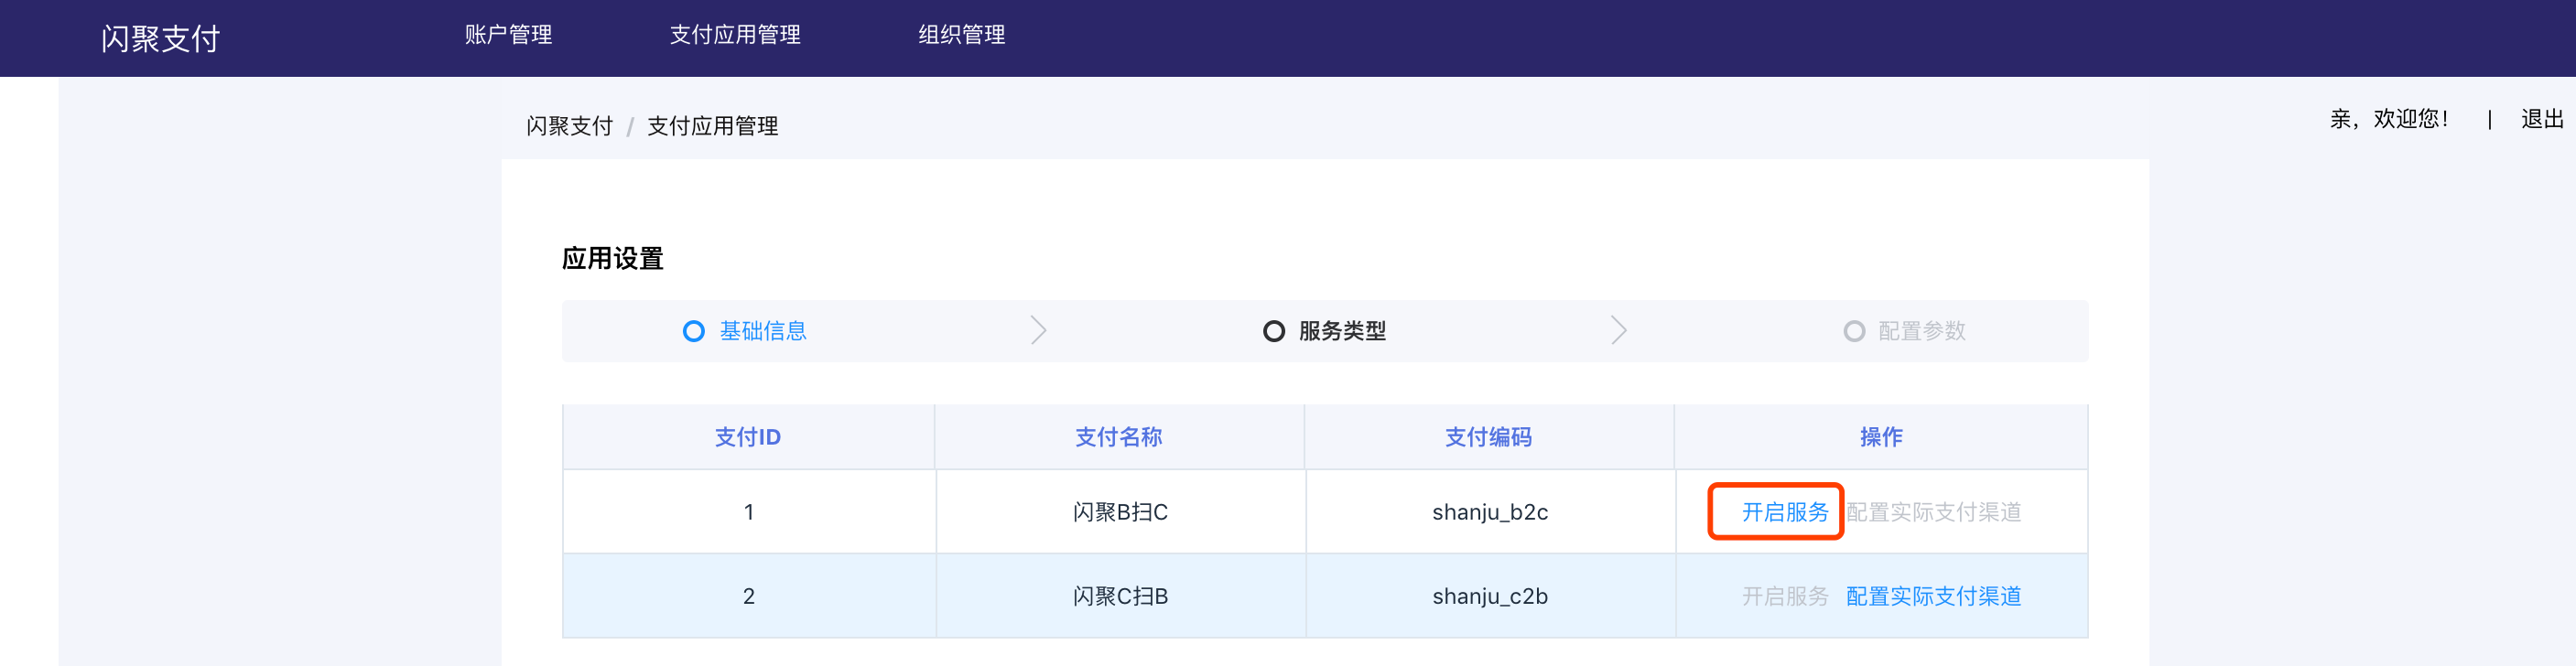 闪聚支付 账户管理 支付应用管理 组织管理
闪聚支付 / 支付应用管理 亲，欢迎您！ | 退出
应用设置
基础信息 服务类型 配置参数
支付ID 支付名称 支付编码 操作
1 闪聚B扫C shanju_b2c 开启服务 配置实际支付渠道
2 闪聚C扫B shanju_c2b 开启服务 配置实际支付渠道